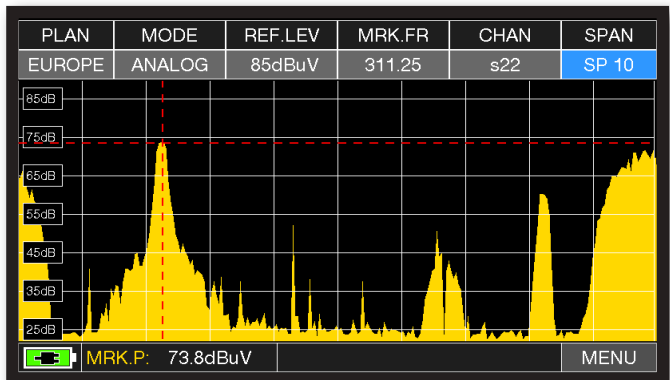 PLAN MODE REF.LEV MRK.FR CHAN SPAN
EUROPE ANALOG 85dBuV 311.25 s22 SP 10
85dB
75dB
65dB
55dB
45dB
35dB
25dB
MRK.P: 73.8dBuV MENU